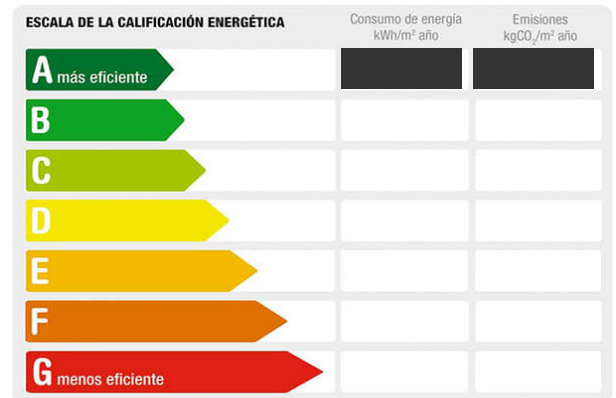 ESCALA DE LA CALIFICACIÓN ENERGÉTICA
Consumo de energía
kWh/m² año
Emisiones
kgCO₂/m² año
A más eficiente
B
C
D
E
F
G menos eficiente